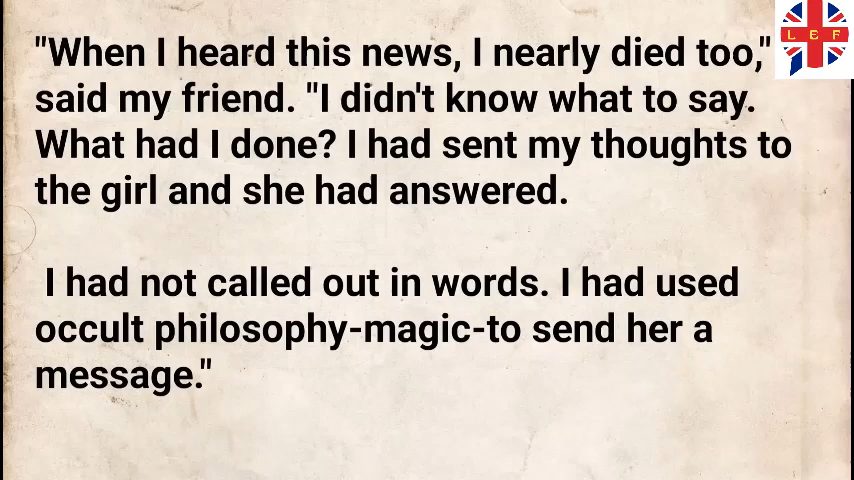 "When I heard this news, I nearly died too,"
said my friend. "I didn't know what to say.
What had I done? I had sent my thoughts to
the girl and she had answered.
I had not called out in words. I had used
occult philosophy-magic-to send her a
message."
L E F